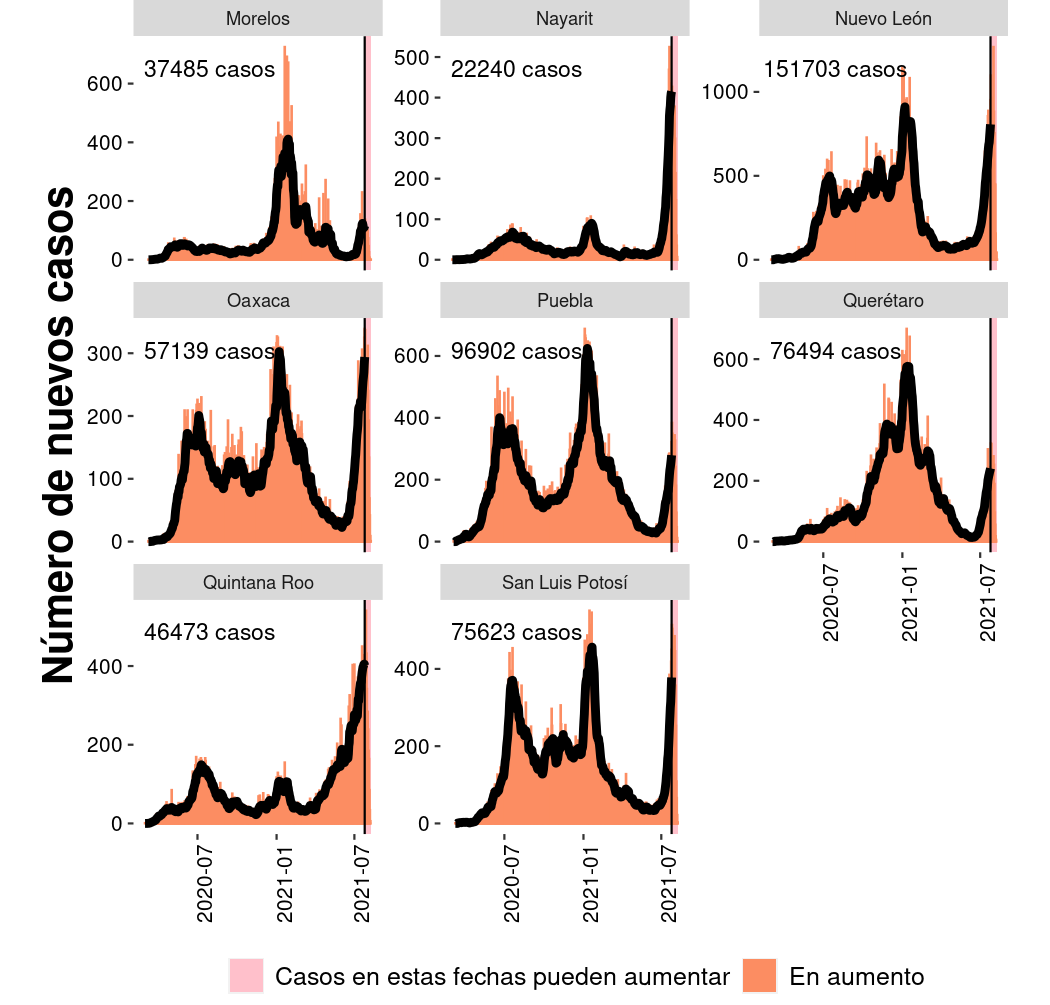 Número de nuevos casos
Morelos
37485 casos
600
400
200
0
Nayarit
22240 casos
500
400
300
200
100
0
Nuevo León
151703 casos
1000
500
0
Oaxaca
57139 casos
300
200
100
0
Puebla
96902 casos
600
400
200
0
Querétaro
76494 casos
600
400
200
0
2020-07
2021-01
2021-07
Quintana Roo
46473 casos
400
200
0
2020-07
2021-01
2021-07
San Luis Potosí
75623 casos
400
200
0
2020-07
2021-01
2021-07
Casos en estas fechas pueden aumentar
En aumento